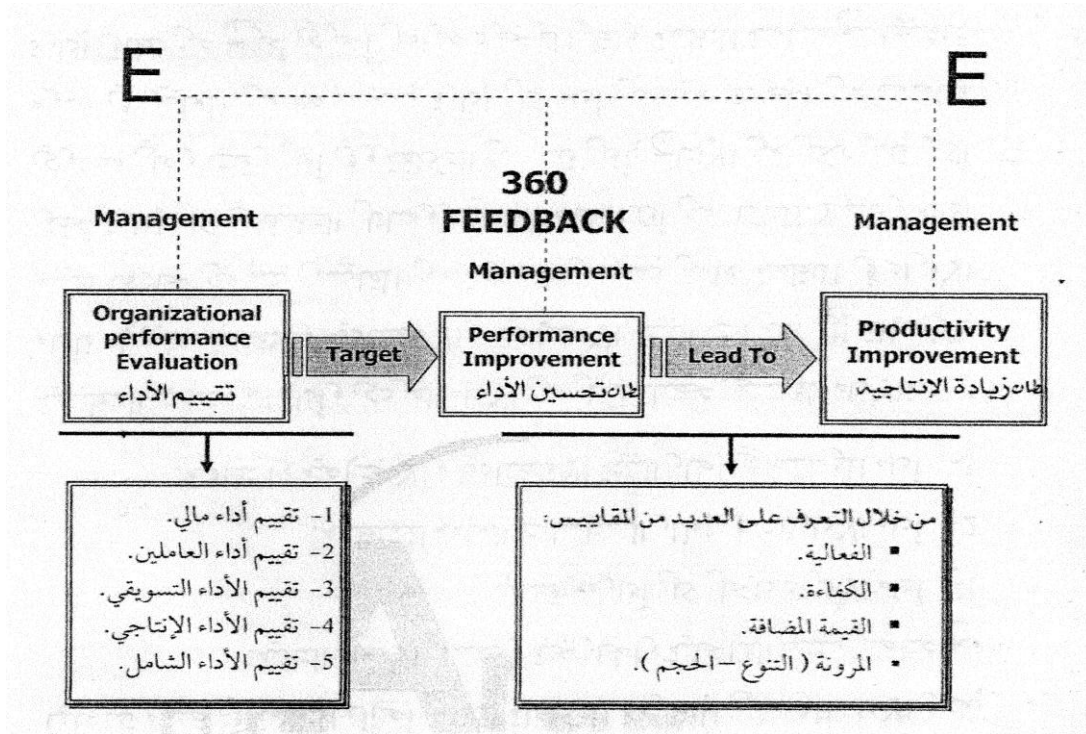 E
E
360
FEEDBACK
Management
Management
Management
Organizational
performance
Evaluation
تقييم الأداء
Target
Performance
Improvement
تحسين الأداء
Lead To
Productivity
Improvement
زيادة الإنتاجية
1- تقييم أداء مالي.
2- تقييم أداء العاملين.
3- تقييم الأداء التسويقي.
4- تقييم الأداء الإنتاجي.
5- تقييم الأداء الشامل.
من خلال التعرف على العديد من المقاييس:
▪ الفعالية.
▪ الكفاءة.
▪ القيمة المضافة.
▪ المرونة ( التنوع – الحجم ).